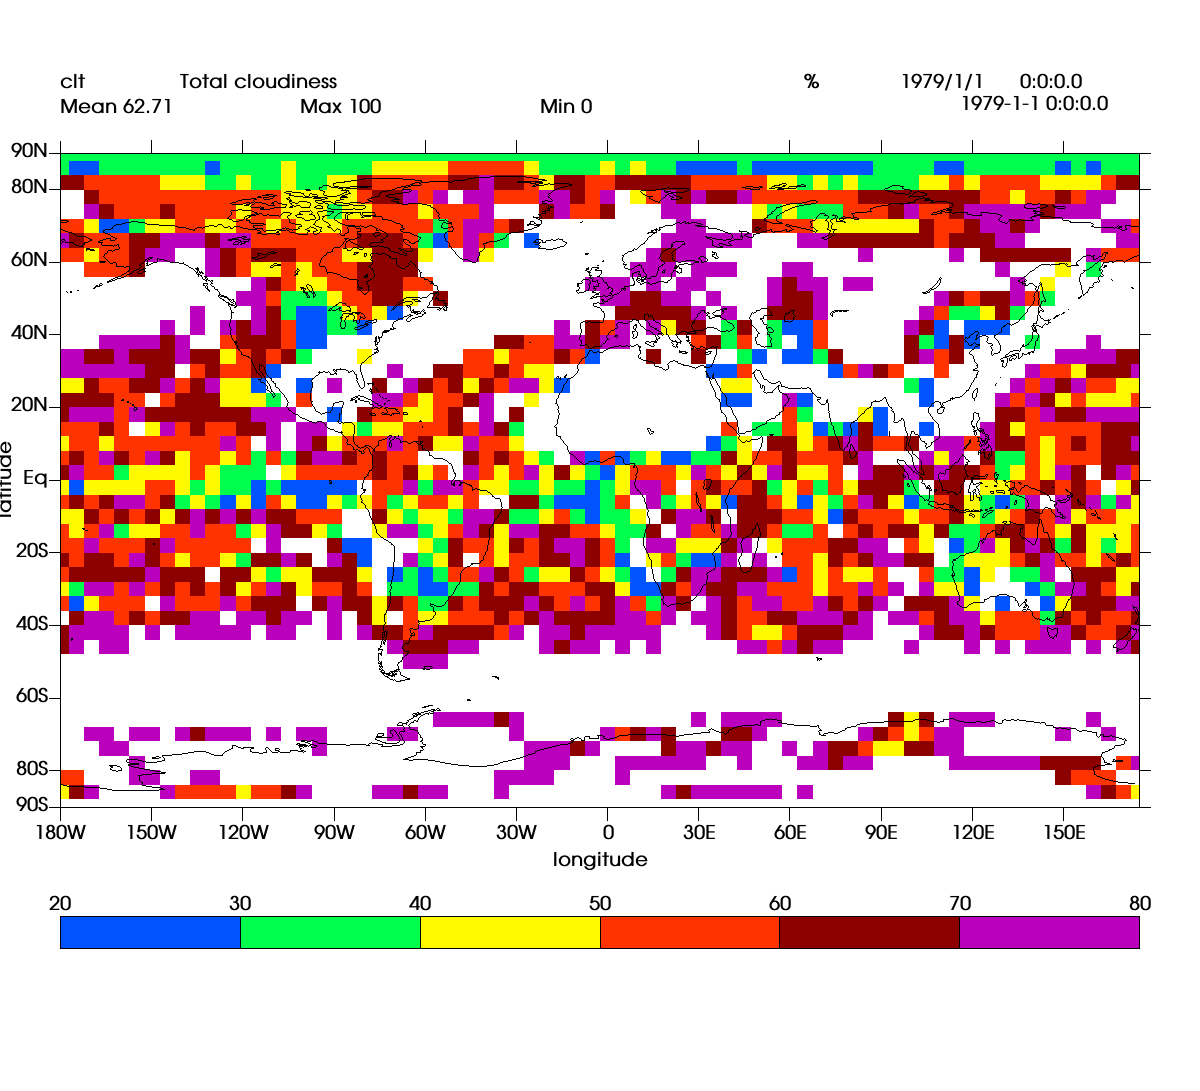 clt Total cloudiness % 1979/1/1 0:0:0.0
Mean 62.71 Max 100 Min 0 1979-1-1 0:0:0.0
90N
80N
60N
40N
20N
Eq
20S
40S
60S
80S
90S
latitude
180W 150W 120W 90W 60W 30W 0 30E 60E 90E 120E 150E
longitude
20 30 40 50 60 70 80